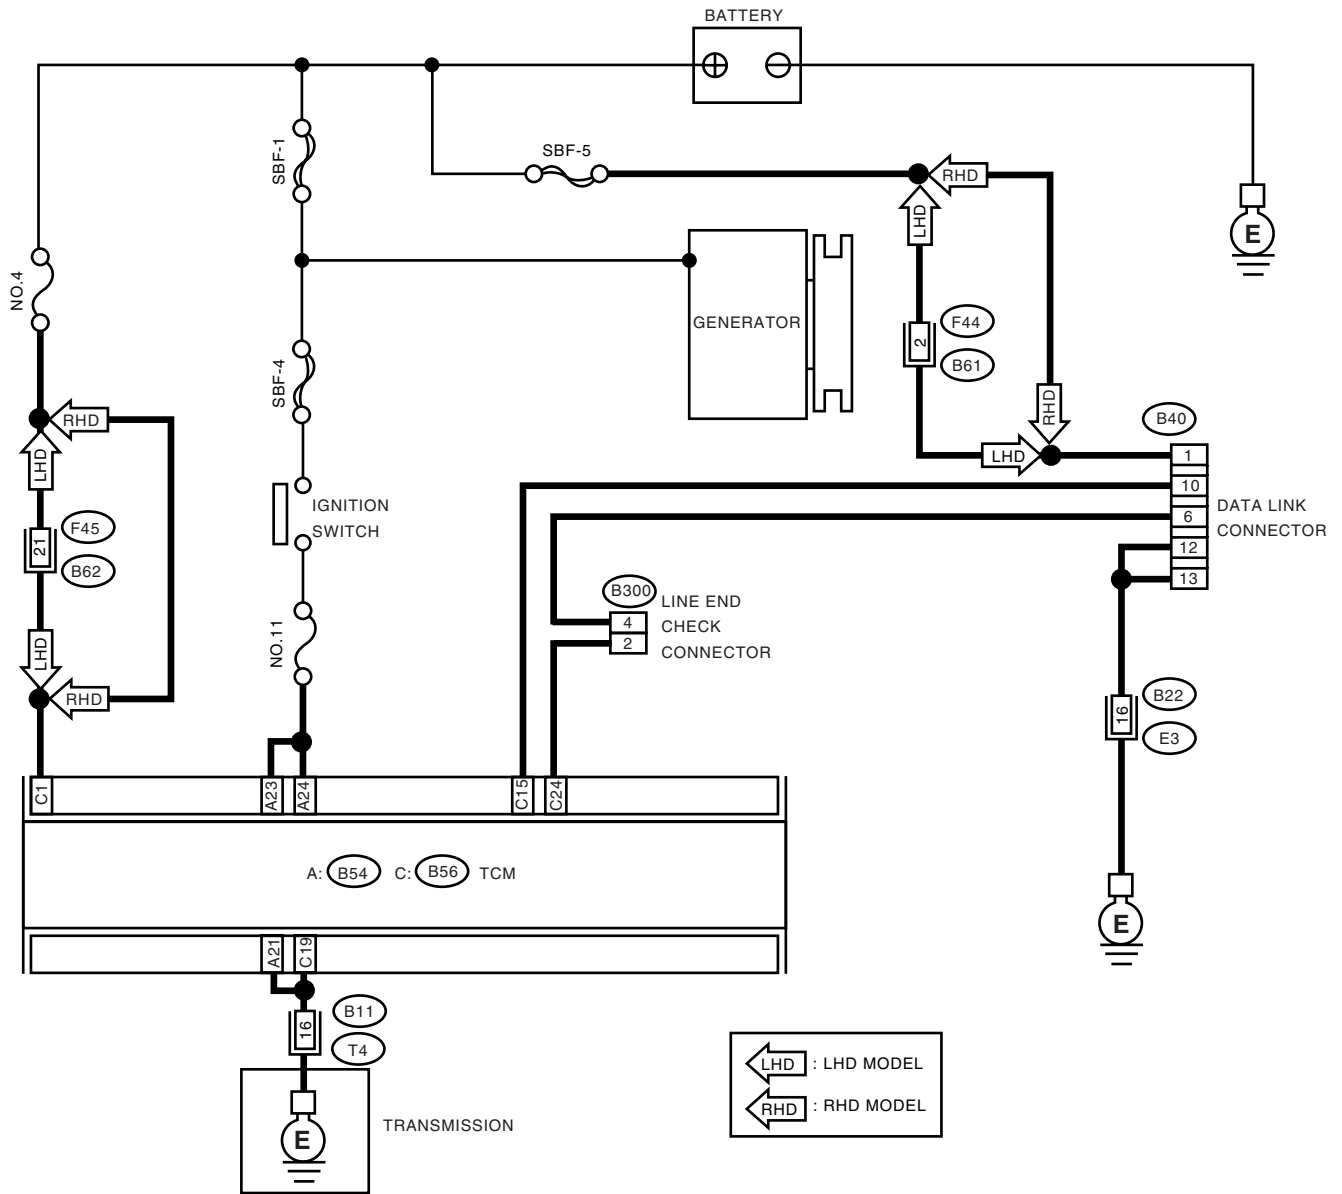 BATTERY
SBF-1
SBF-5
RHD
LHD
E
NO.4
GENERATOR
F44
2
B61
SBF-4
RHD
RHD
B40
LHD
LHD
1
10
6
12
13
DATA LINK
CONNECTOR
IGNITION
SWITCH
F45
21
B62
B300
LINE END
CHECK
CONNECTOR
4
2
NO.11
LHD
RHD
B22
16
E3
C1
A23
A24
C15
C24
A: B54 C: B56 TCM
E
A21
C19
B11
16
T4
LHD : LHD MODEL
RHD : RHD MODEL
E
TRANSMISSION